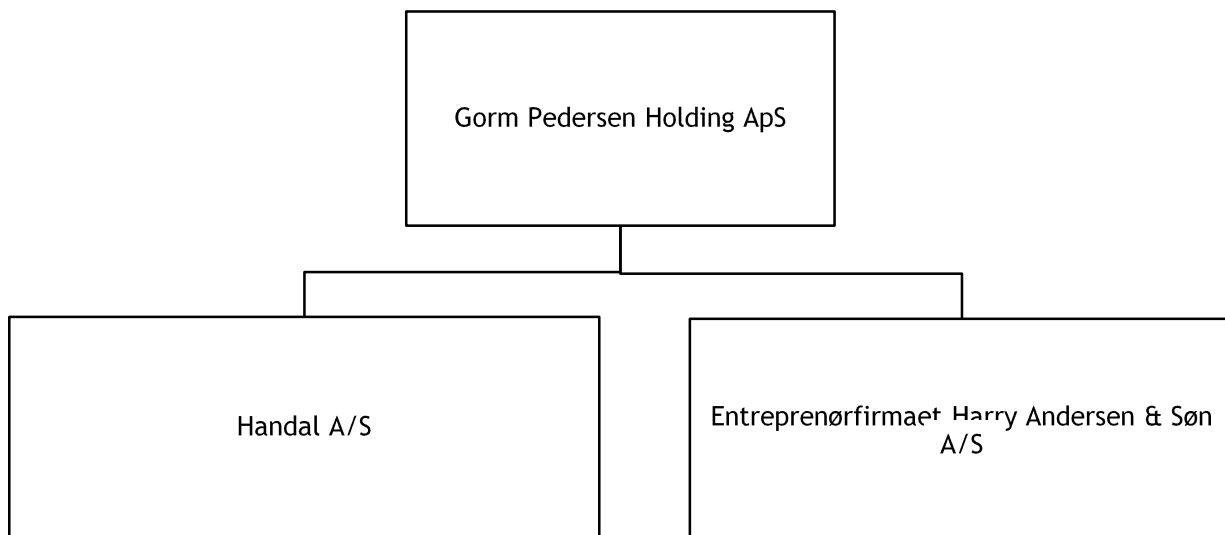 Gorm Pedersen Holding ApS
Handal A/S
Entreprenørfirmaet Harry Andersen & Søn
A/S